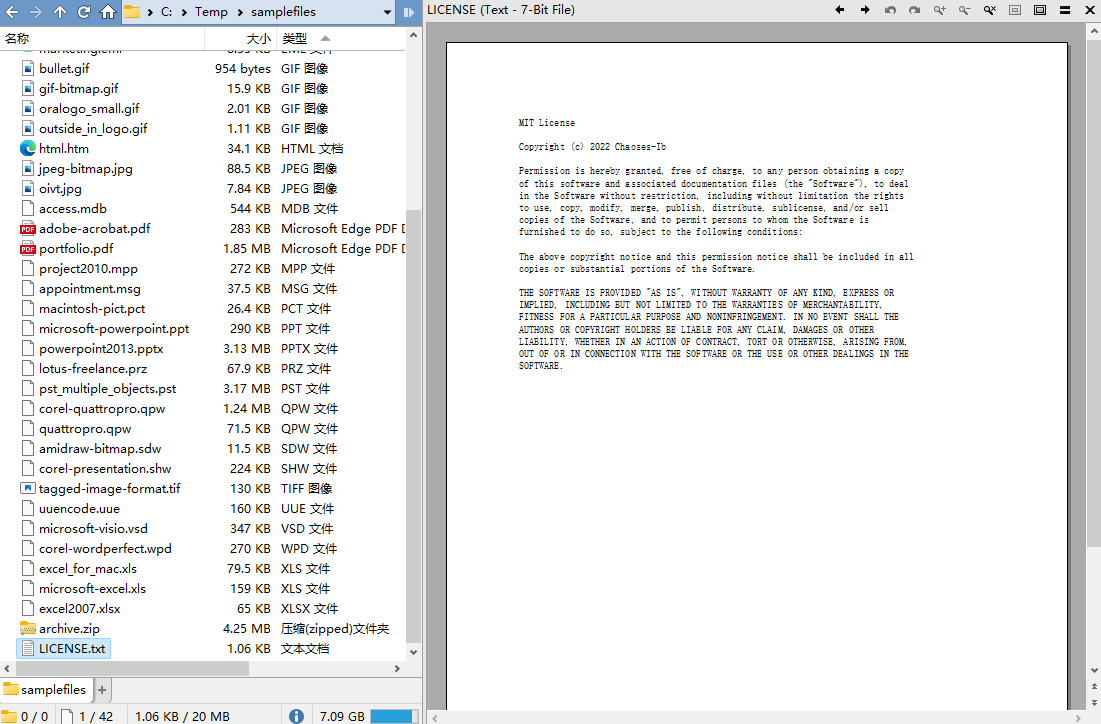 C: Temp samplefiles
名称 大小 类型
bullet.gif 954 bytes GIF 图像
gif-bitmap.gif 15.9 KB GIF 图像
oralogo_small.gif 2.01 KB GIF 图像
outside_in_logo.gif 1.11 KB GIF 图像
html.htm 34.1 KB HTML 文档
jpeg-bitmap.jpg 88.5 KB JPEG 图像
oivt.jpg 7.84 KB JPEG 图像
access.mdb 544 KB MDB 文件
adobe-acrobat.pdf 283 KB Microsoft Edge PDF D
portfolio.pdf 1.85 MB Microsoft Edge PDF D
project2010.mpp 272 KB MPP 文件
appointment.msg 37.5 KB MSG 文件
macintosh-pict.pct 26.4 KB PCT 文件
microsoft-powerpoint.ppt 290 KB PPT 文件
powerpoint2013.pptx 3.13 MB PPTX 文件
lotus-freelance.prz 67.9 KB PRZ 文件
pst_multiple_objects.pst 3.17 MB PST 文件
corel-quattropro.qpw 1.24 MB QPW 文件
quattropro.qpw 71.5 KB QPW 文件
amidraw-bitmap.sdw 11.5 KB SDW 文件
corel-presentation.shw 224 KB SHW 文件
tagged-image-format.tif 130 KB TIFF 图像
uuencode.uue 160 KB UUE 文件
microsoft-visio.vsd 347 KB VSD 文件
corel-wordperfect.wpd 270 KB WPD 文件
excel_for_mac.xls 79.5 KB XLS 文件
microsoft-excel.xls 159 KB XLS 文件
excel2007.xlsx 65 KB XLSX 文件
archive.zip 4.25 MB 压缩(zipped)文件夹
LICENSE.txt 1.06 KB 文本文档
samplefiles +
0 / 0 1 / 42 1.06 KB / 20 MB 7.09 GB
LICENSE (Text - 7-Bit File)
MIT License
Copyright (c) 2022 Chaoses-Ib
Permission is hereby granted, free of charge, to any person obtaining a copy
of this software and associated documentation files (the "Software"), to deal
in the Software without restriction, including without limitation the rights
to use, copy, modify, merge, publish, distribute, sublicense, and/or sell
copies of the Software, and to permit persons to whom the Software is
furnished to do so, subject to the following conditions:
The above copyright notice and this permission notice shall be included in all
copies or substantial portions of the Software.
THE SOFTWARE IS PROVIDED "AS IS", WITHOUT WARRANTY OF ANY KIND, EXPRESS OR
IMPLIED, INCLUDING BUT NOT LIMITED TO THE WARRANTIES OF MERCHANTABILITY,
FITNESS FOR A PARTICULAR PURPOSE AND NONINFRINGEMENT. IN NO EVENT SHALL THE
AUTHORS OR COPYRIGHT HOLDERS BE LIABLE FOR ANY CLAIM, DAMAGES OR OTHER
LIABILITY, WHETHER IN AN ACTION OF CONTRACT, TORT OR OTHERWISE, ARISING FROM,
OUT OF OR IN CONNECTION WITH THE SOFTWARE OR THE USE OR OTHER DEALINGS IN THE
SOFTWARE.